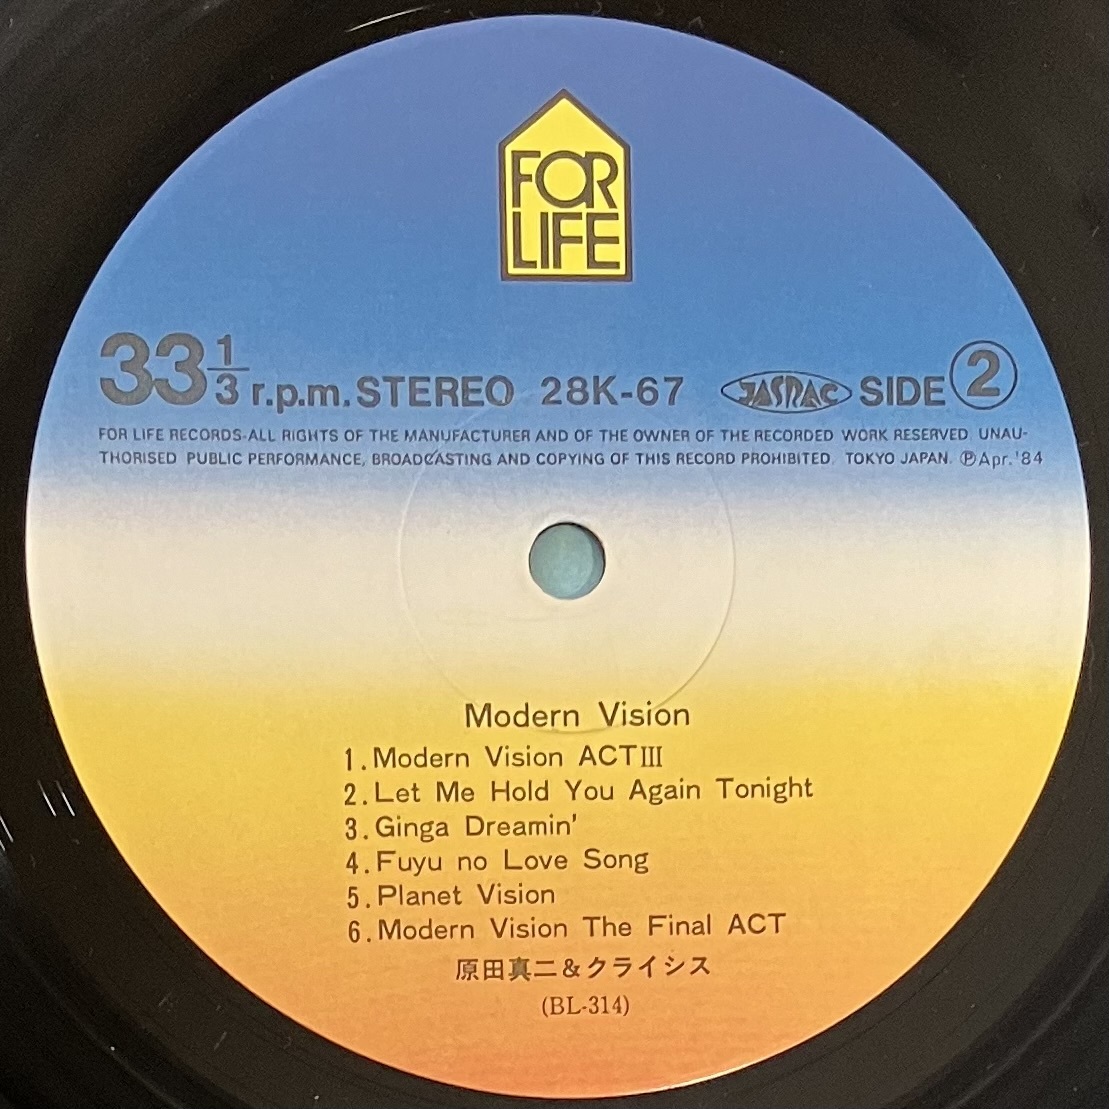 FOR
LIFE
33 1/3 r.p.m. STEREO 28K-67 JASRAC SIDE 2
FOR LIFE RECORDS-ALL RIGHTS OF THE MANUFACTURER AND OF THE OWNER OF THE RECORDED WORK RESERVED UNAU-
THORISED PUBLIC PERFORMANCE, BROADCASTING AND COPYING OF THIS RECORD PROHIBITED. TOKYO JAPAN. ℗Apr.'84
Modern Vision
1. Modern Vision ACTⅢ
2. Let Me Hold You Again Tonight
3. Ginga Dreamin'
4. Fuyu no Love Song
5. Planet Vision
6. Modern Vision The Final ACT
原田真二&クライシス
(BL-314)